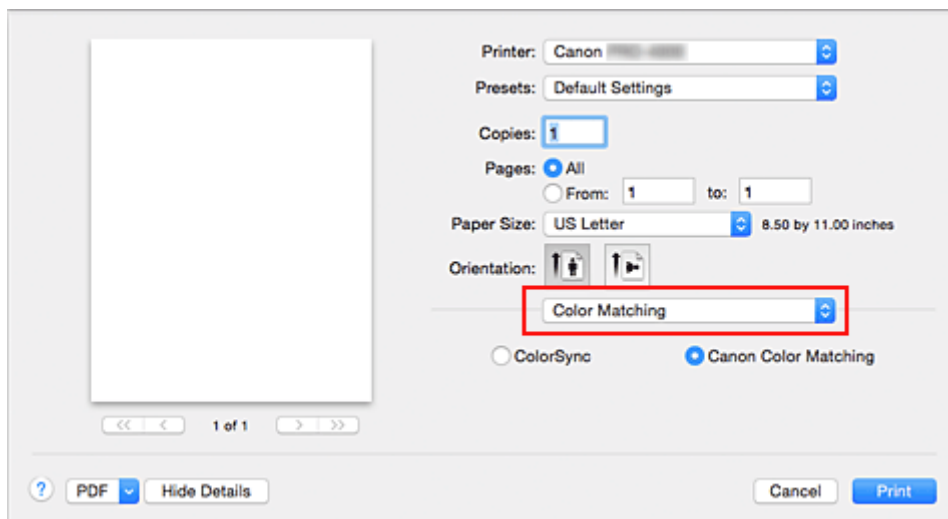 Printer: Canon
Presets: Default Settings
Copies: 1
Pages: All
From: 1 to: 1
Paper Size: US Letter 8.50 by 11.00 inches
Orientation:
Color Matching
ColorSync Canon Color Matching
1 of 1
? PDF Hide Details Cancel Print